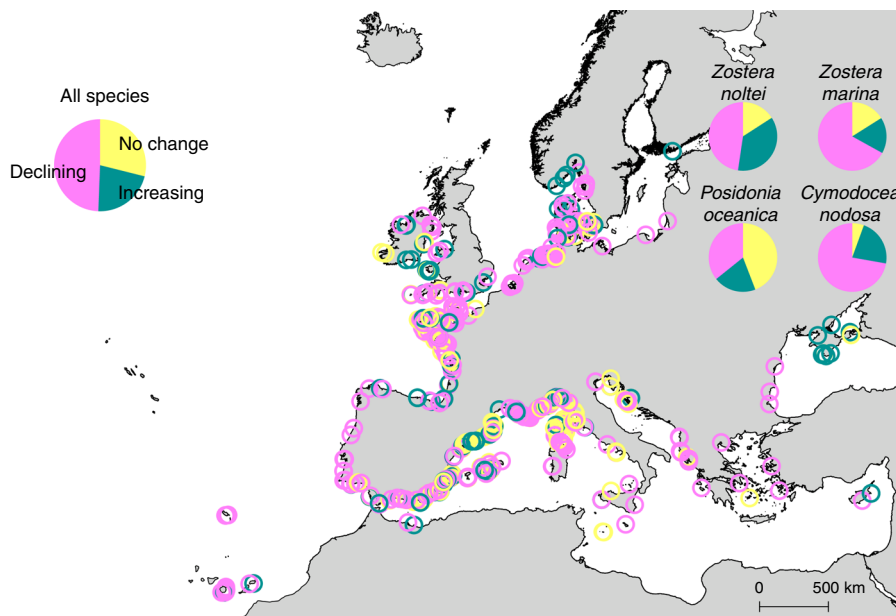 All species
No change
Declining
Increasing
Zostera
noltei
Zostera
marina
Posidonia
oceanica
Cymodocea
nodosa
0 500 km